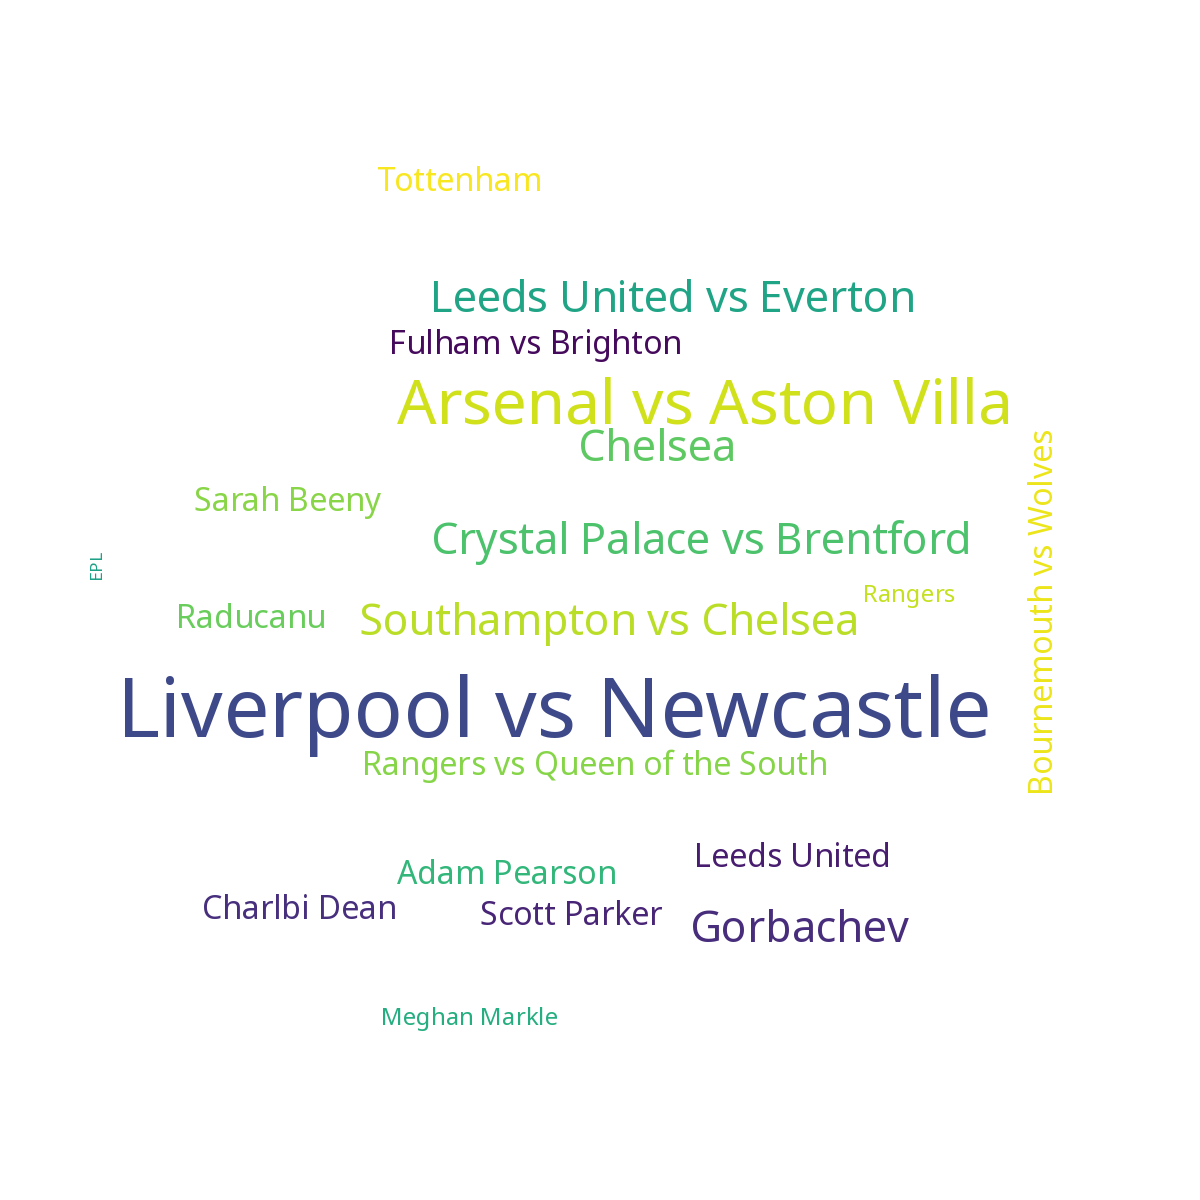 Tottenham
Leeds United vs Everton
Fulham vs Brighton
Arsenal vs Aston Villa
Chelsea
Bournemouth vs Wolves
Sarah Beeny
Crystal Palace vs Brentford
EPL
Rangers
Raducanu
Southampton vs Chelsea
Liverpool vs Newcastle
Rangers vs Queen of the South
Leeds United
Adam Pearson
Charlbi Dean
Scott Parker
Gorbachev
Meghan Markle